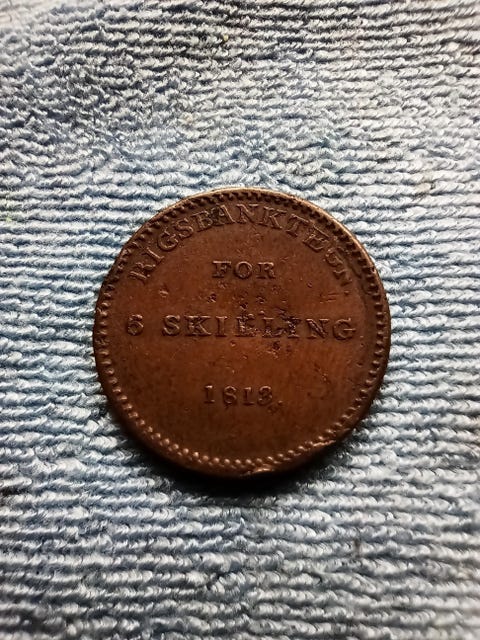 RIGSBANKTEGN.
FOR
6 SKILLING
1813.